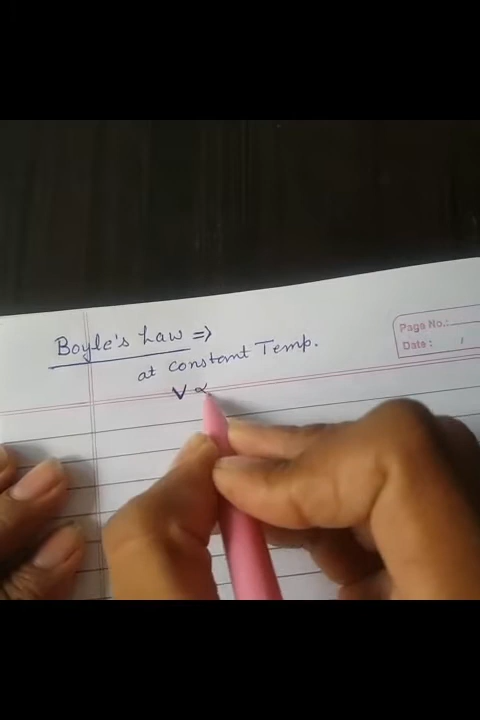 Boyle's Law =>
at constant Temp.
V ∝
Page No.:
Date : /